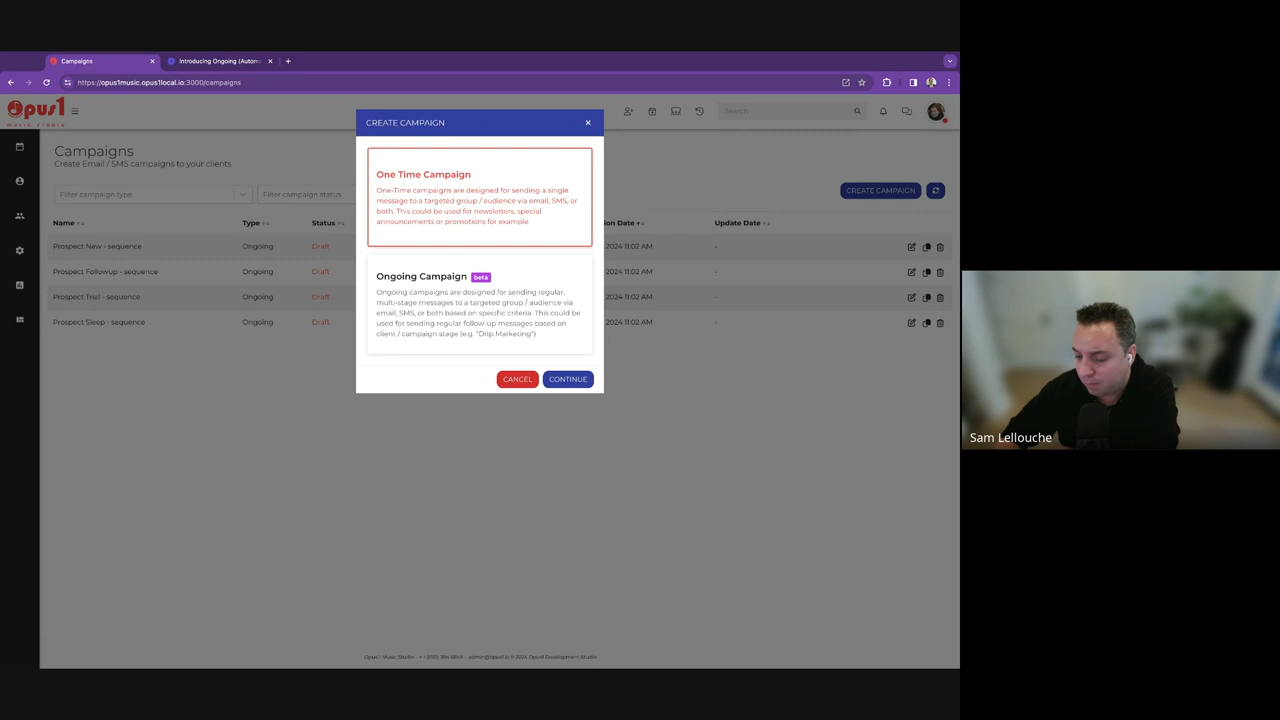 Campaigns
Introducing Ongoing (Autom
https://opus1music.opus1local.io:3000/campaigns
Opus1
music studio
Search
CREATE CAMPAIGN
Campaigns
Create Email / SMS campaigns to your clients
One Time Campaign
One-Time campaigns are designed for sending a single
message to a targeted group / audience via email, SMS, or
both. This could be used for newsletters, special
announcements or promotions for example.
Filter campaign type
Filter campaign status
CREATE CAMPAIGN
Name
Type
Status
ion Date
Update Date
Prospect New - sequence
Ongoing
Draft
2024 11:02 AM
-
Prospect Followup - sequence
Ongoing
Draft
2024 11:02 AM
-
Prospect Trial - sequence
Ongoing
Draft
2024 11:02 AM
-
Prospect Sleep - sequence
Ongoing
Draft
2024 11:02 AM
-
Ongoing Campaign beta
Ongoing campaigns are designed for sending regular,
multi-stage messages to a targeted group / audience via
email, SMS, or both based on specific criteria. This could be
used for sending regular follow-up messages based on
client / campaign stage (e.g. "Drip Marketing")
CANCEL
CONTINUE
Sam Lellouche